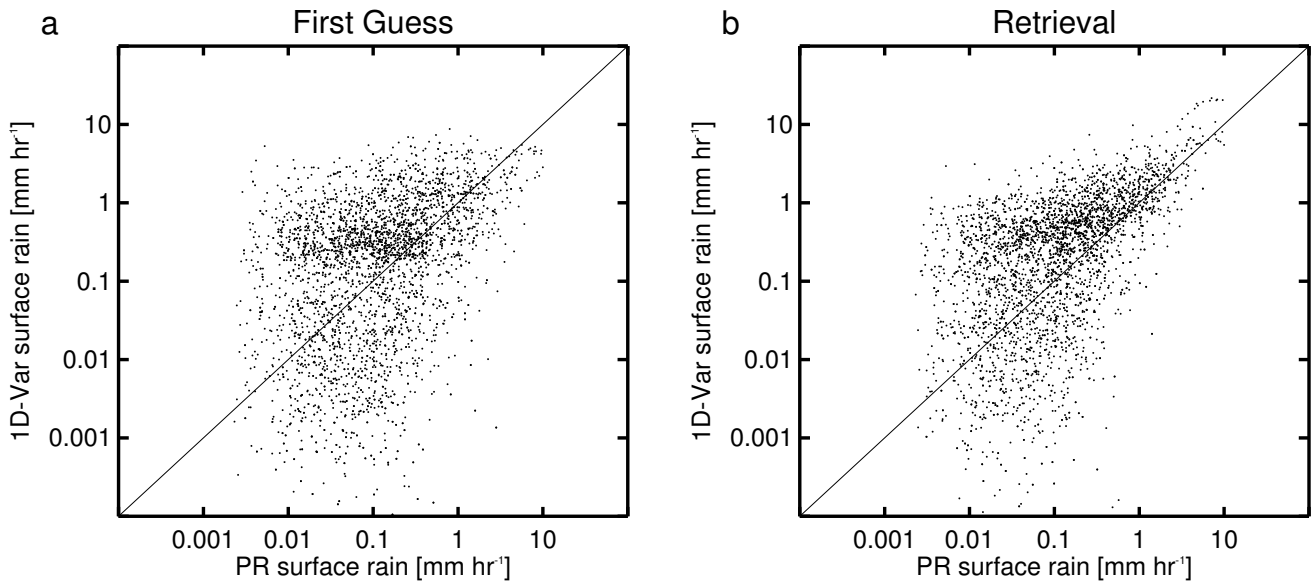 a
First Guess
1D-Var surface rain [mm hr⁻¹]
10
1
0.1
0.01
0.001
0.001 0.01 0.1 1 10
PR surface rain [mm hr⁻¹]
b
Retrieval
1D-Var surface rain [mm hr⁻¹]
10
1
0.1
0.01
0.001
0.001 0.01 0.1 1 10
PR surface rain [mm hr⁻¹]